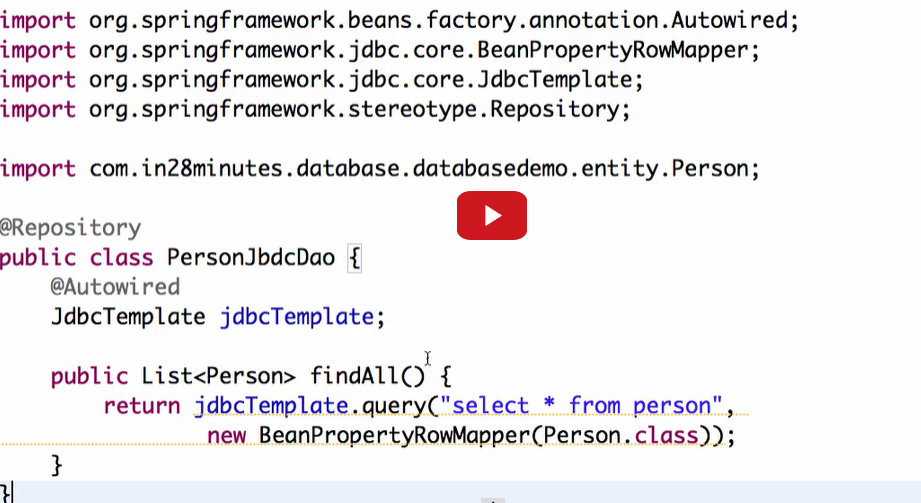 import org.springframework.beans.factory.annotation.Autowired;
import org.springframework.jdbc.core.BeanPropertyRowMapper;
import org.springframework.jdbc.core.JdbcTemplate;
import org.springframework.stereotype.Repository;
import com.in28minutes.database.databasedemo.entity.Person;
@Repository
public class PersonJbdcDao {
@Autowired
JdbcTemplate jdbcTemplate;
public List<Person> findAll() {
return jdbcTemplate.query("select * from person",
new BeanPropertyRowMapper(Person.class));
}
}